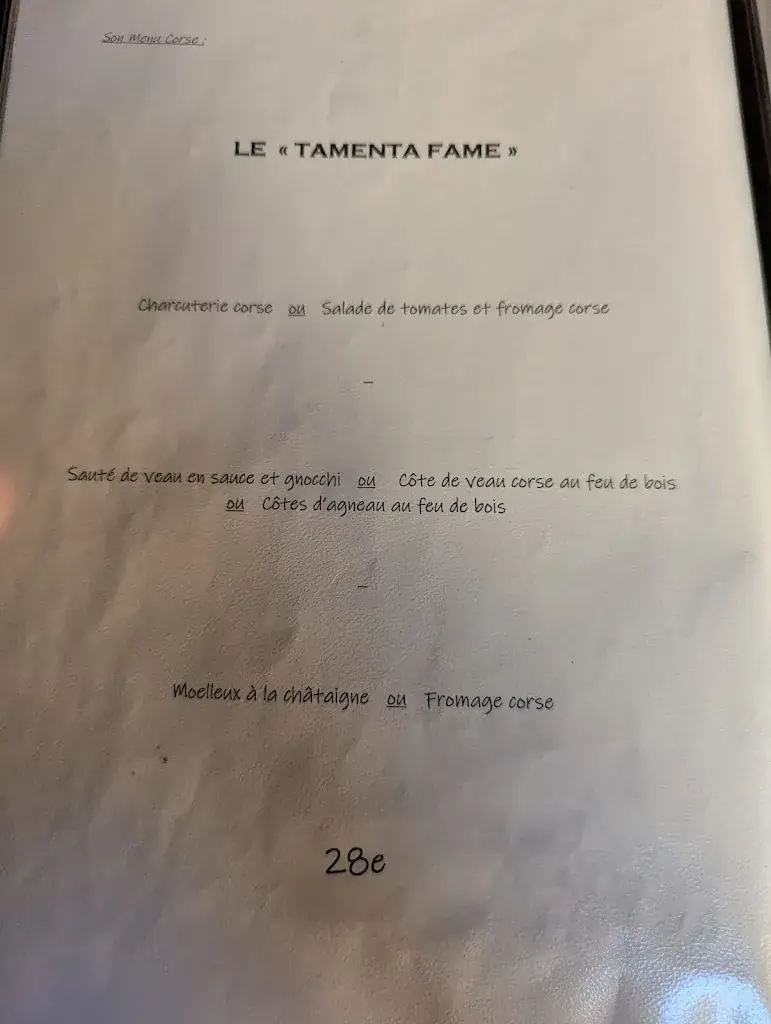 Son Menu Corse :
LE « TAMENTA FAME »
Charcuterie corse ou Salade de tomates et fromage corse
–
Sauté de veau en sauce et gnocchi ou Côte de veau corse au feu de bois
ou Côtes d'agneau au feu de bois
–
Moelleux à la châtaigne ou Fromage corse
28e